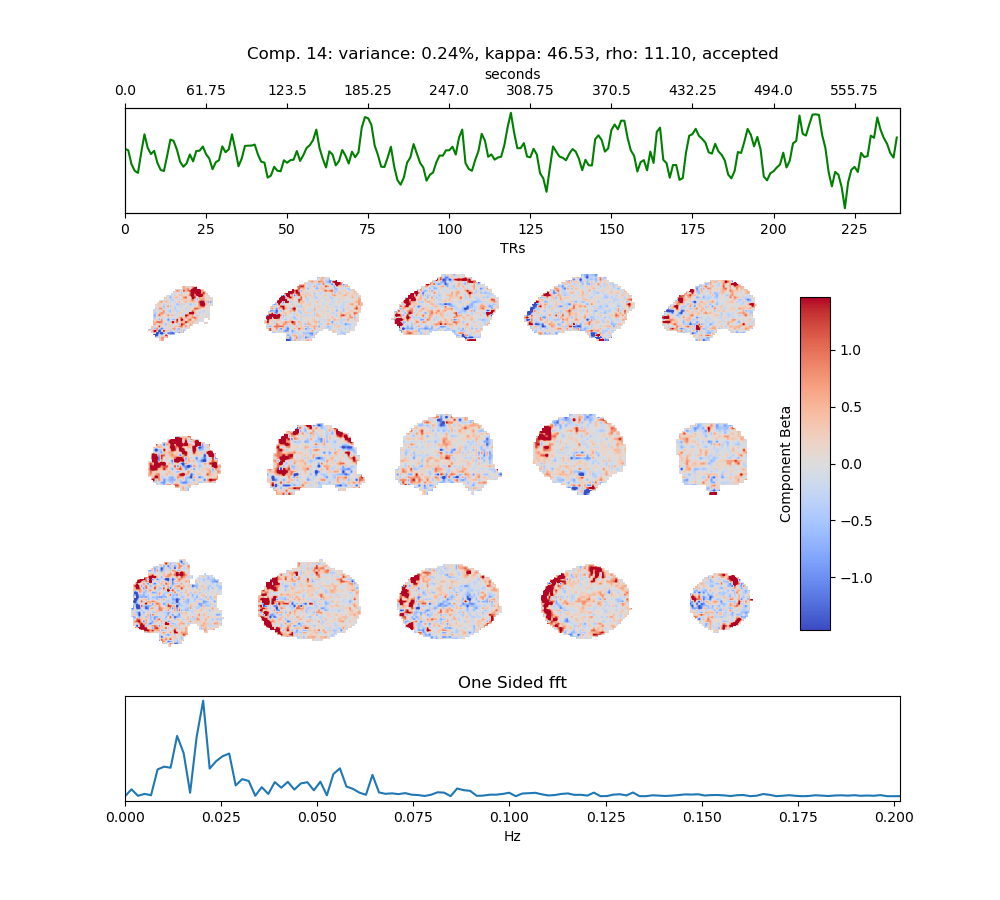 Comp. 14: variance: 0.24%, kappa: 46.53, rho: 11.10, accepted
seconds
0.0 61.75 123.5 185.25 247.0 308.75 370.5 432.25 494.0 555.75
0 25 50 75 100 125 150 175 200 225
TRs
1.0
0.5
0.0
−0.5
−1.0
Component Beta
One Sided fft
0.000 0.025 0.050 0.075 0.100 0.125 0.150 0.175 0.200
Hz